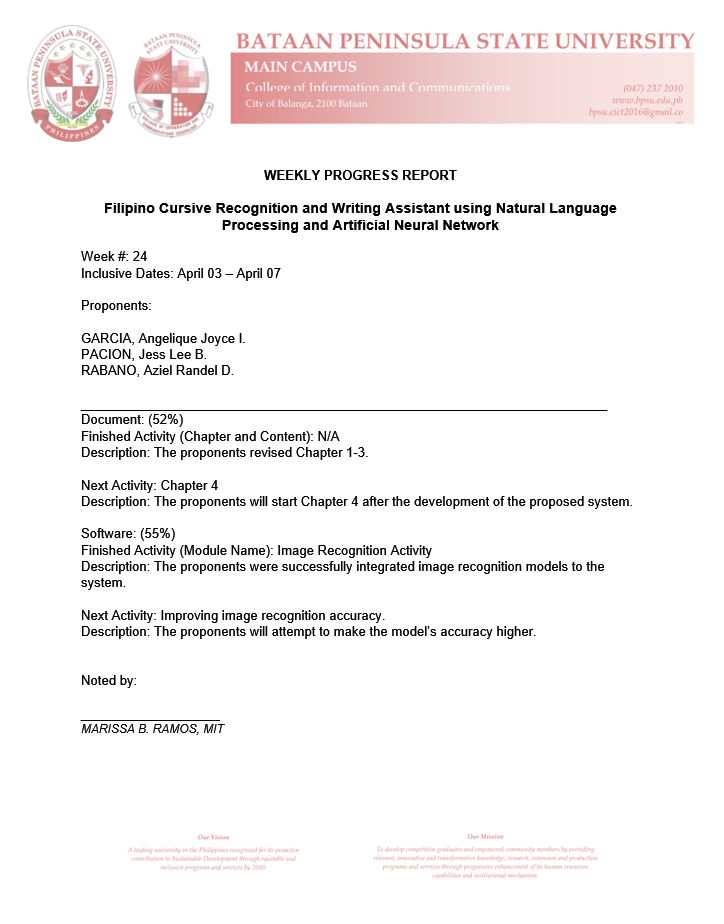 BATAAN PENINSULA STATE UNIVERSITY
MAIN CAMPUS
College of Information and Communications
City of Balanga, 2100 Bataan
(047) 237 2010
www.bpsu.edu.ph
bpsu.cict2016@gmail.co
BATAAN PENINSULA STATE UNIVERSITY
PHILIPPINES
BATAAN PENINSULA
STATE UNIVERSITY
WEEKLY PROGRESS REPORT
Filipino Cursive Recognition and Writing Assistant using Natural Language
Processing and Artificial Neural Network
Week #: 24
Inclusive Dates: April 03 – April 07
Proponents:
GARCIA, Angelique Joyce I.
PACION, Jess Lee B.
RABANO, Aziel Randel D.
Document: (52%)
Finished Activity (Chapter and Content): N/A
Description: The proponents revised Chapter 1-3.
Next Activity: Chapter 4
Description: The proponents will start Chapter 4 after the development of the proposed system.
Software: (55%)
Finished Activity (Module Name): Image Recognition Activity
Description: The proponents were successfully integrated image recognition models to the
system.
Next Activity: Improving image recognition accuracy.
Description: The proponents will attempt to make the model’s accuracy higher.
Noted by:
MARISSA B. RAMOS, MIT
Our Vision
A leading university in the Philippines recognized for its proactive
contribution to Sustainable Development through equitable and
inclusive programs and services by 2030.
Our Mission
To develop competitive graduates and empowered community members by providing
relevant, innovative and transformative knowledge, research, extension and production
programs and services through progressive enhancement of its human resources
capabilities and institutional mechanism.